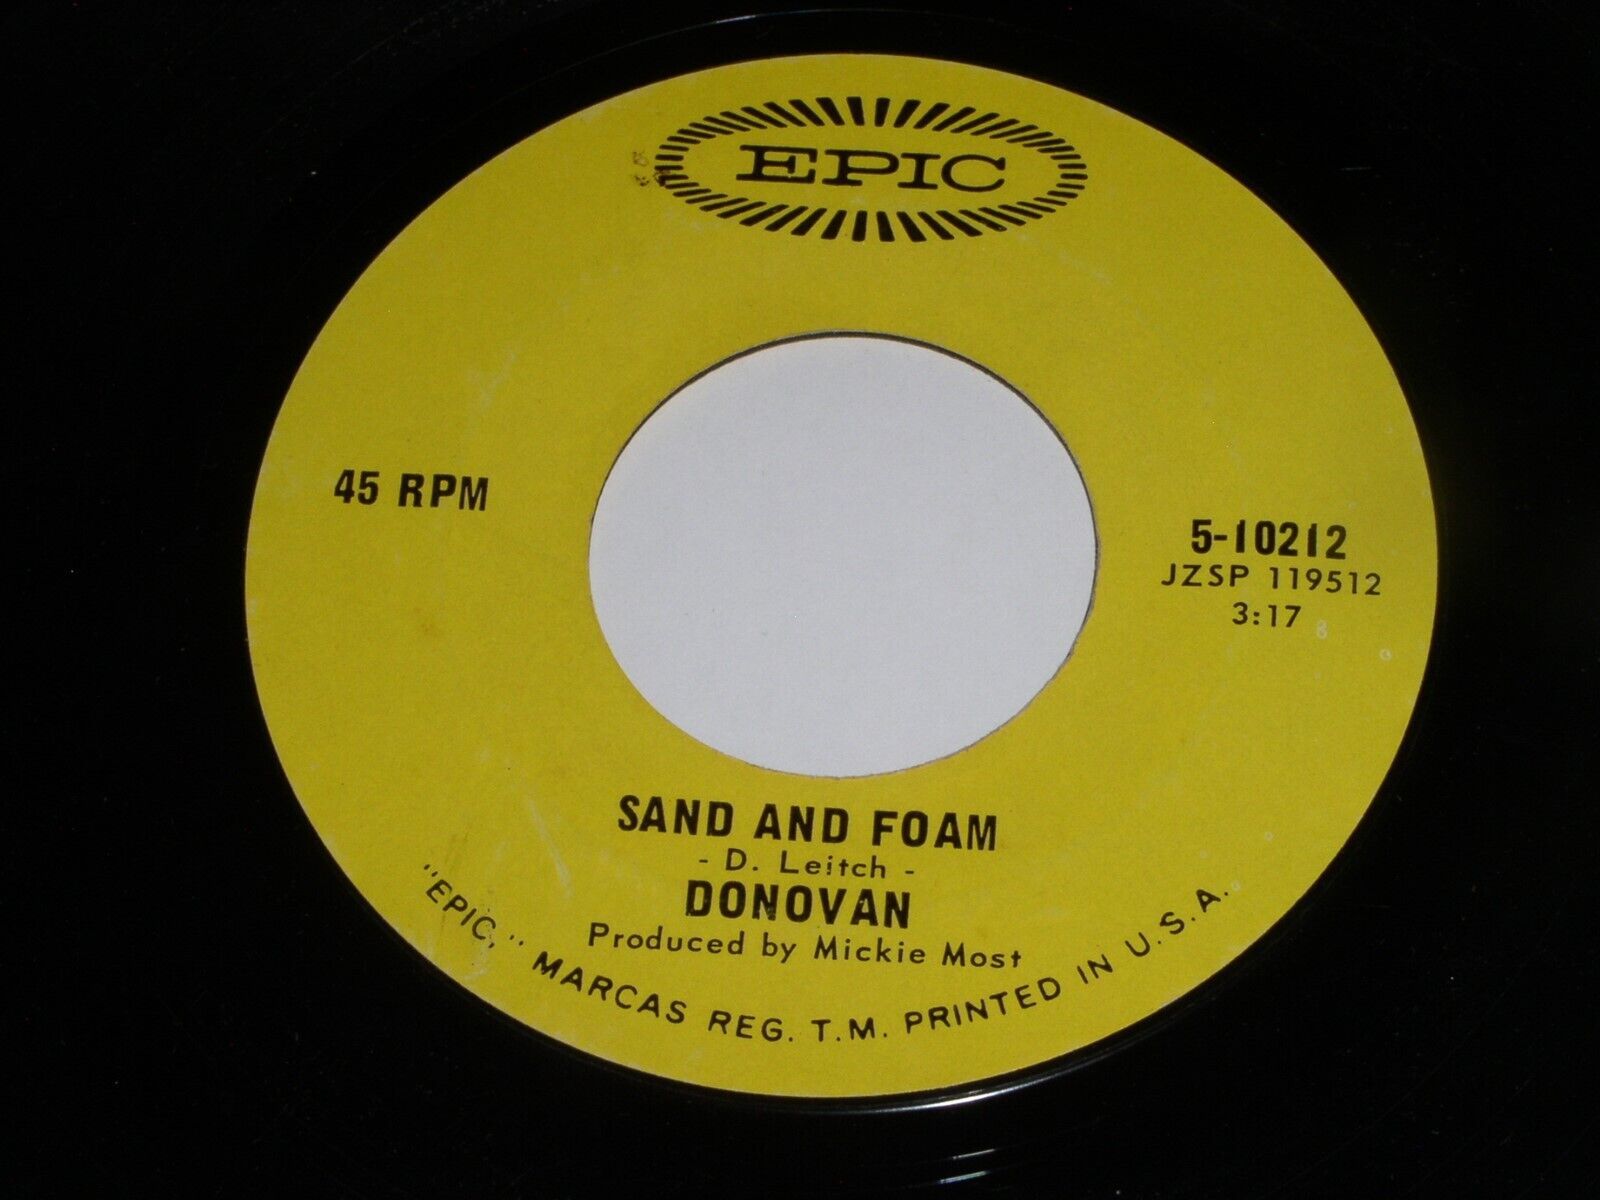 EPIC
45 RPM
5-10212
JZSP 119512
3:17
SAND AND FOAM
- D. Leitch -
DONOVAN
Produced by Mickie Most
"EPIC," MARCAS REG. T.M. PRINTED IN U.S.A.